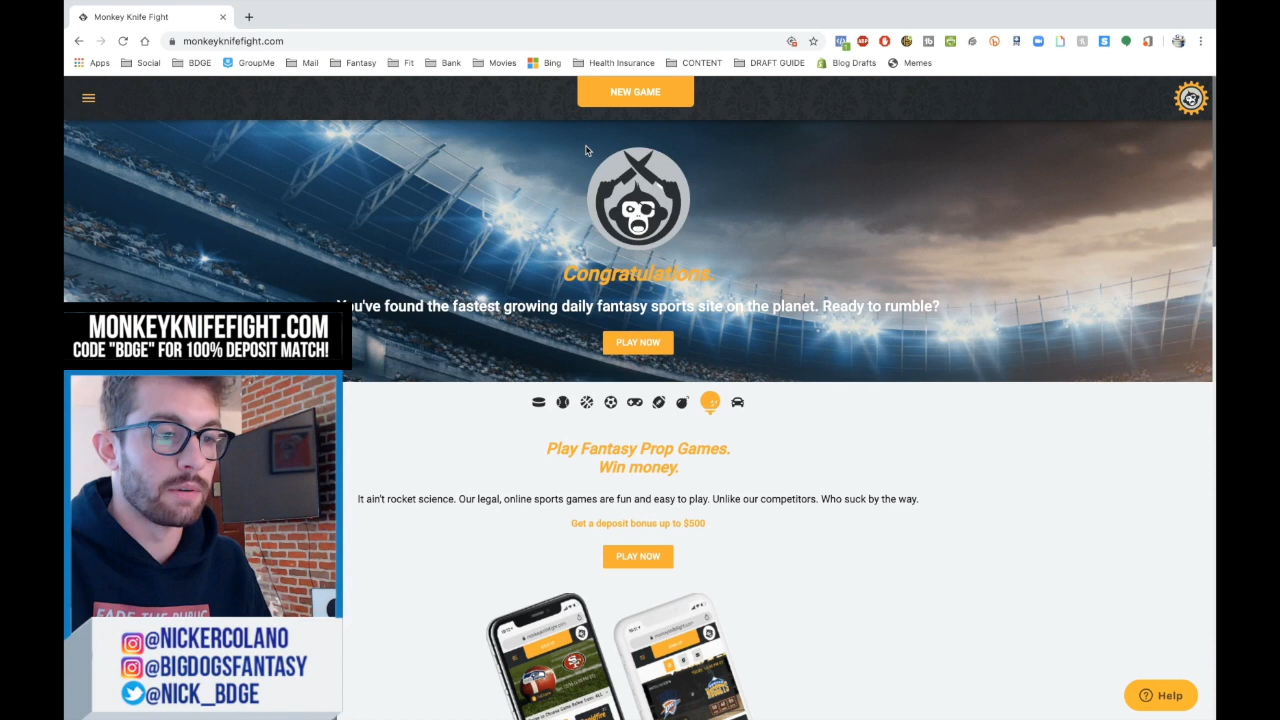 Monkey Knife Fight
monkeyknifefight.com
Apps Social BDGE GroupMe Mail Fantasy Fit Bank Movies Bing Health Insurance CONTENT DRAFT GUIDE Blog Drafts Memes
NEW GAME
Congratulations.
You've found the fastest growing daily fantasy sports site on the planet. Ready to rumble?
PLAY NOW
MONKEYKNIFEFIGHT.COM
CODE "BDGE" FOR 100% DEPOSIT MATCH!
Play Fantasy Prop Games.
Win money.
It ain't rocket science. Our legal, online sports games are fun and easy to play. Unlike our competitors. Who suck by the way.
Get a deposit bonus up to $500
PLAY NOW
FADE THE PUBLIC
@NICKERCOLANO
@BIGDOGSFANTASY
@NICK_BDGE
Help